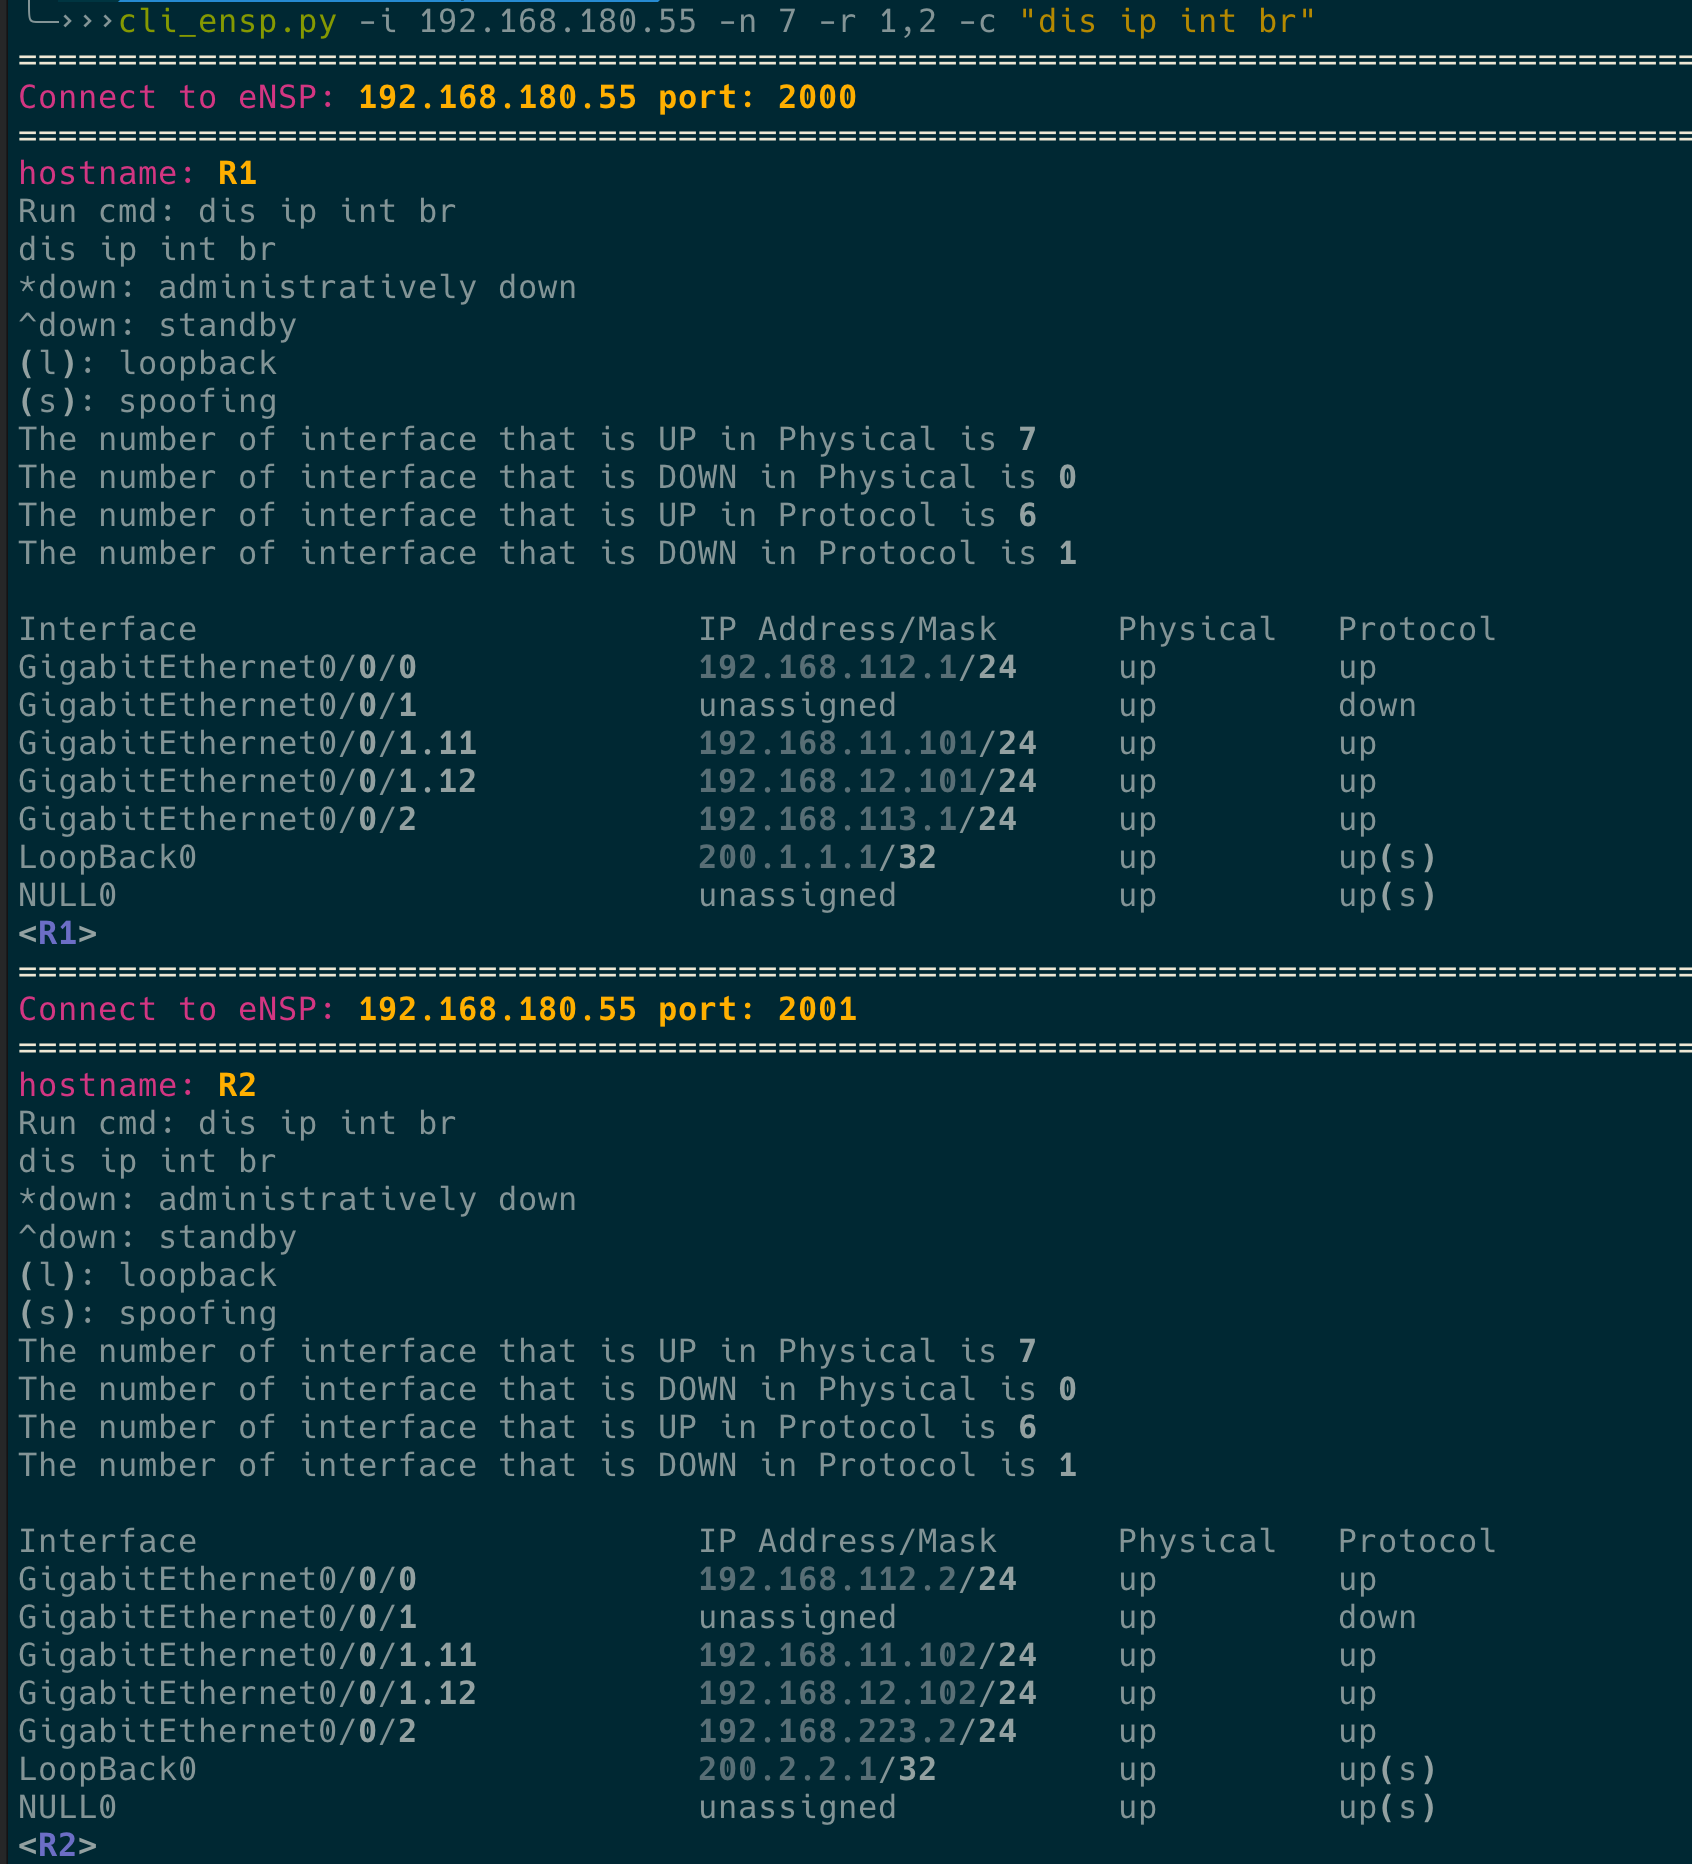 ╰─›››cli_ensp.py -i 192.168.180.55 -n 7 -r 1,2 -c "dis ip int br"
====================================================================================
Connect to eNSP: 192.168.180.55 port: 2000
====================================================================================
hostname: R1
Run cmd: dis ip int br
dis ip int br
*down: administratively down
^down: standby
(l): loopback
(s): spoofing
The number of interface that is UP in Physical is 7
The number of interface that is DOWN in Physical is 0
The number of interface that is UP in Protocol is 6
The number of interface that is DOWN in Protocol is 1

Interface                         IP Address/Mask      Physical   Protocol
GigabitEthernet0/0/0              192.168.112.1/24     up         up
GigabitEthernet0/0/1              unassigned           up         down
GigabitEthernet0/0/1.11           192.168.11.101/24    up         up
GigabitEthernet0/0/1.12           192.168.12.101/24    up         up
GigabitEthernet0/0/2              192.168.113.1/24     up         up
LoopBack0                         200.1.1.1/32         up         up(s)
NULL0                             unassigned           up         up(s)
<R1>
====================================================================================
Connect to eNSP: 192.168.180.55 port: 2001
====================================================================================
hostname: R2
Run cmd: dis ip int br
dis ip int br
*down: administratively down
^down: standby
(l): loopback
(s): spoofing
The number of interface that is UP in Physical is 7
The number of interface that is DOWN in Physical is 0
The number of interface that is UP in Protocol is 6
The number of interface that is DOWN in Protocol is 1

Interface                         IP Address/Mask      Physical   Protocol
GigabitEthernet0/0/0              192.168.112.2/24     up         up
GigabitEthernet0/0/1              unassigned           up         down
GigabitEthernet0/0/1.11           192.168.11.102/24    up         up
GigabitEthernet0/0/1.12           192.168.12.102/24    up         up
GigabitEthernet0/0/2              192.168.223.2/24     up         up
LoopBack0                         200.2.2.1/32         up         up(s)
NULL0                             unassigned           up         up(s)
<R2>